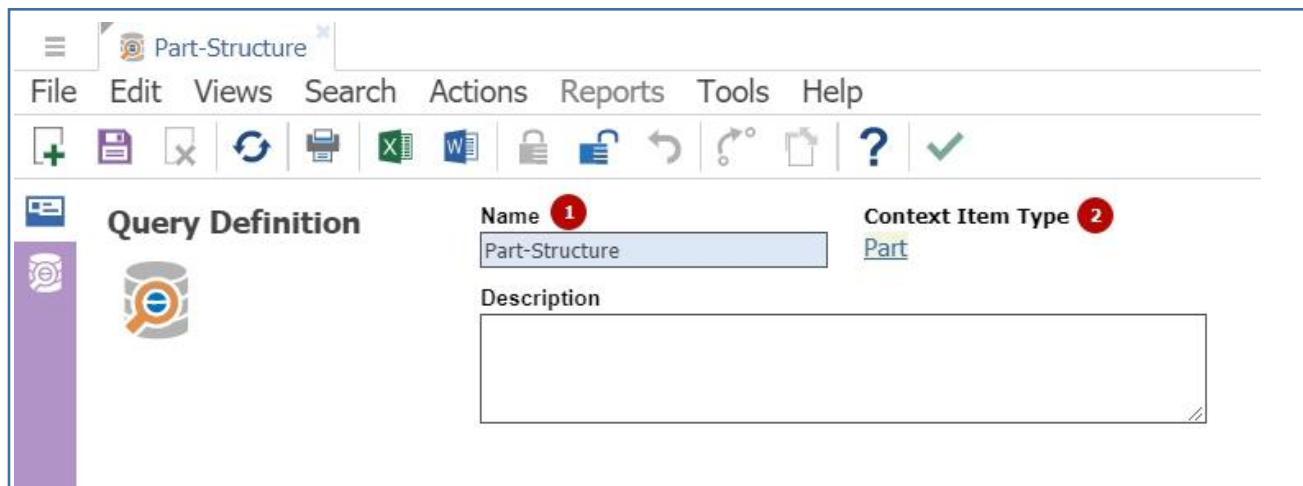 Part-Structure
File Edit Views Search Actions Reports Tools Help
Query Definition
Name 1
Context Item Type 2
Part-Structure
Part
Description